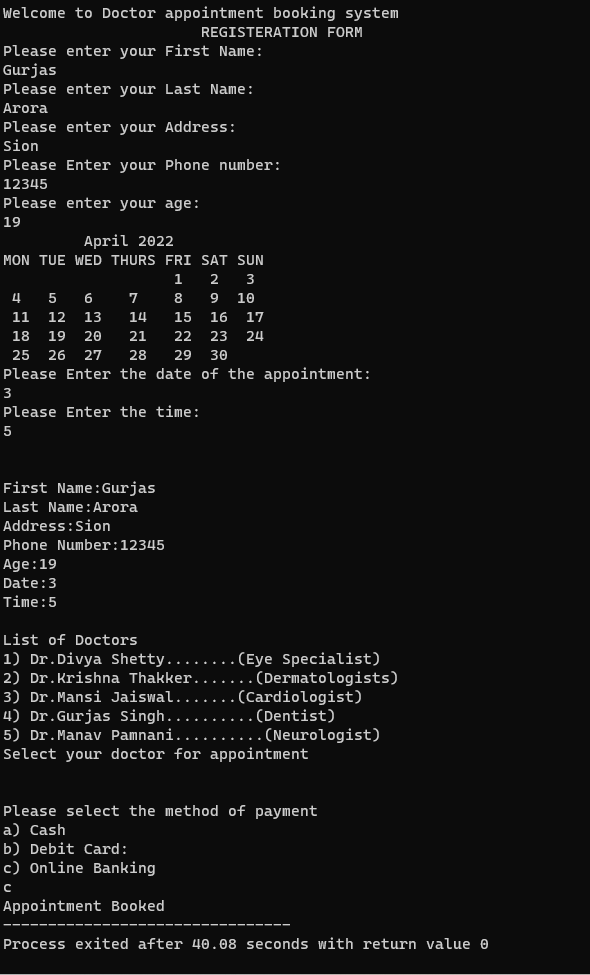 Welcome to Doctor appointment booking system
REGISTERATION FORM
Please enter your First Name:
Gurjas
Please enter your Last Name:
Arora
Please enter your Address:
Sion
Please Enter your Phone number:
12345
Please enter your age:
19
April 2022
MON TUE WED THURS FRI SAT SUN
1 2 3
4 5 6 7 8 9 10
11 12 13 14 15 16 17
18 19 20 21 22 23 24
25 26 27 28 29 30
Please Enter the date of the appointment:
3
Please Enter the time:
5
First Name:Gurjas
Last Name:Arora
Address:Sion
Phone Number:12345
Age:19
Date:3
Time:5
List of Doctors
1) Dr.Divya Shetty........(Eye Specialist)
2) Dr.Krishna Thakker.......(Dermatologists)
3) Dr.Mansi Jaiswal.......(Cardiologist)
4) Dr.Gurjas Singh..........(Dentist)
5) Dr.Manav Pamnani..........(Neurologist)
Select your doctor for appointment
Please select the method of payment
a) Cash
b) Debit Card:
c) Online Banking
c
Appointment Booked
--------------------------------
Process exited after 40.08 seconds with return value 0